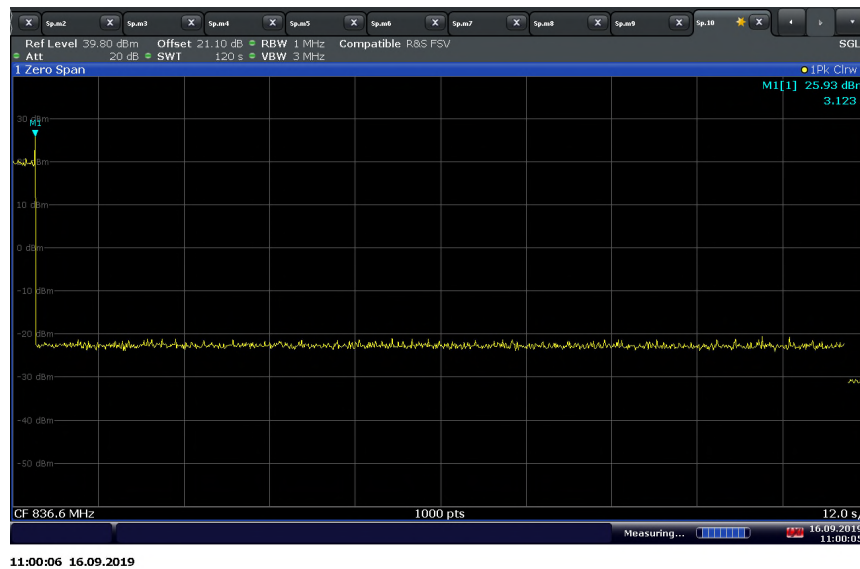 Sp.m2 Sp.m3 Sp.m4 Sp.m5 Sp.m6 Sp.m7 Sp.m8 Sp.m9 Sp.10
Ref Level 39.80 dBm Offset 21.10 dB RBW 1 MHz Compatible R&S FSV SGL
Att 20 dB SWT 120 s VBW 3 MHz
1 Zero Span 1Pk Clrw
M1[1] 25.93 dBm
3.123
30 dBm
M1
10 dBm
0 dBm
-10 dBm
-20 dBm
-30 dBm
-40 dBm
-50 dBm
CF 836.6 MHz 1000 pts 12.0 s/
Measuring... 16.09.2019
11:00:05
11:00:06 16.09.2019